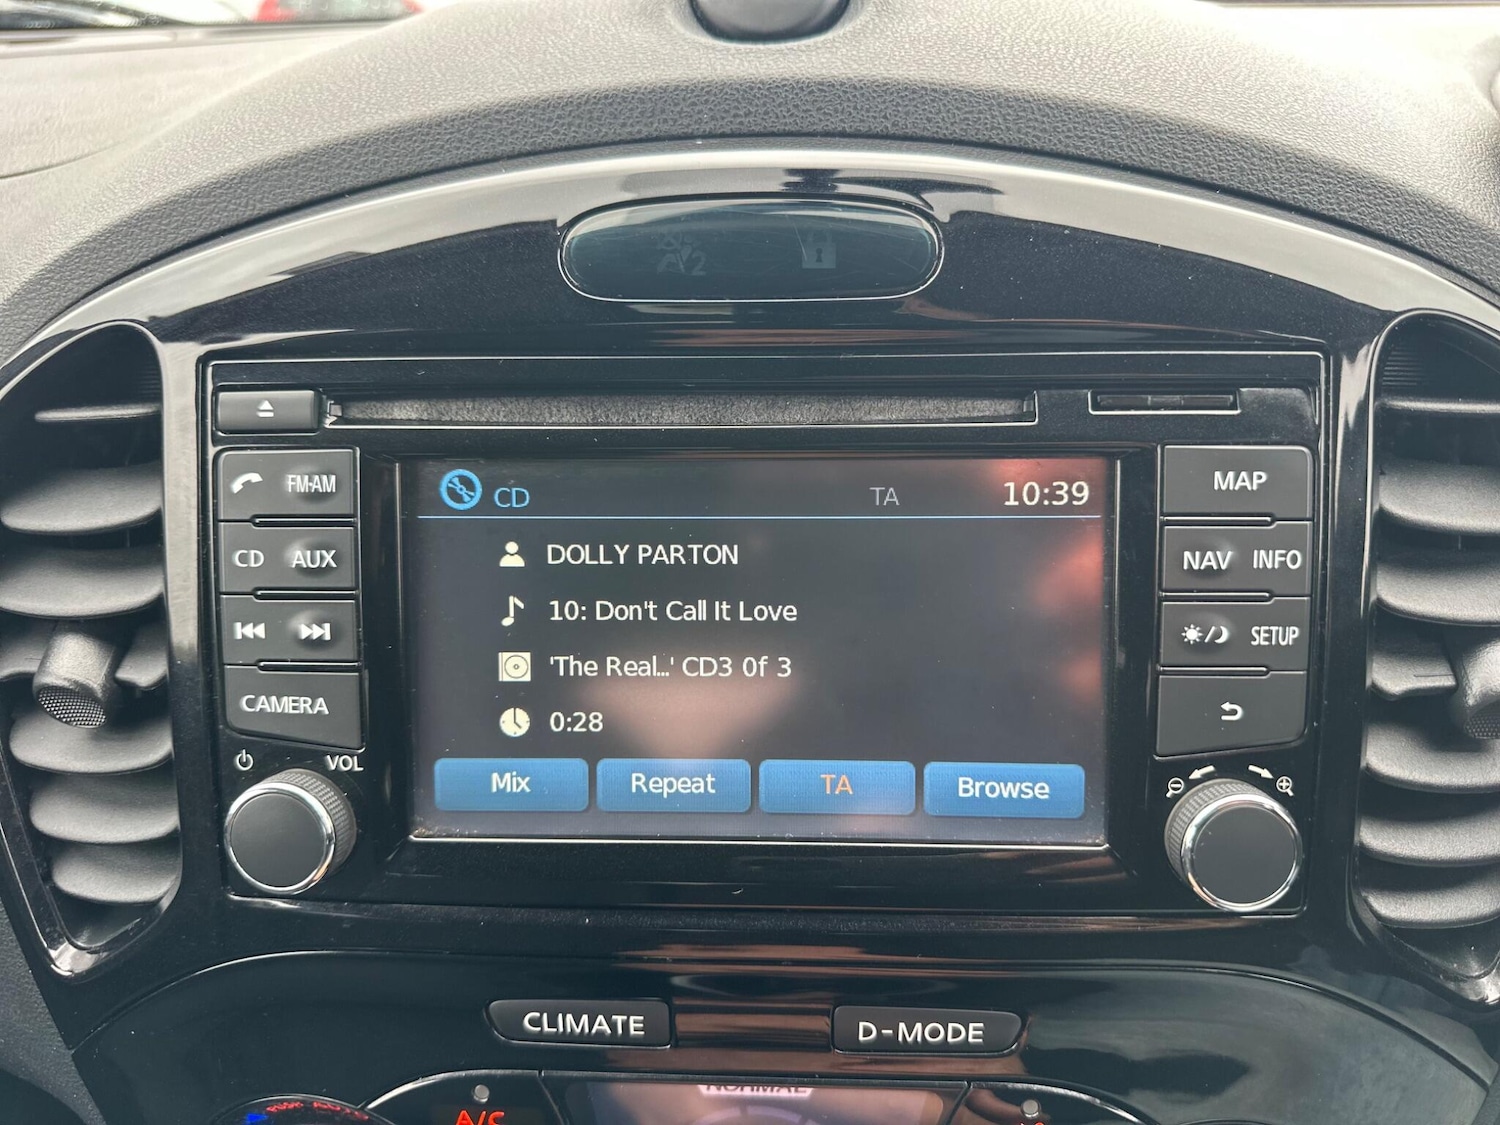 FM·AM
CD AUX
CAMERA
VOL
CD TA 10:39
DOLLY PARTON
10: Don't Call It Love
'The Real...' CD3 Of 3
0:28
Mix Repeat TA Browse
MAP
NAV INFO
SETUP
CLIMATE D-MODE
NORMAL
A/C